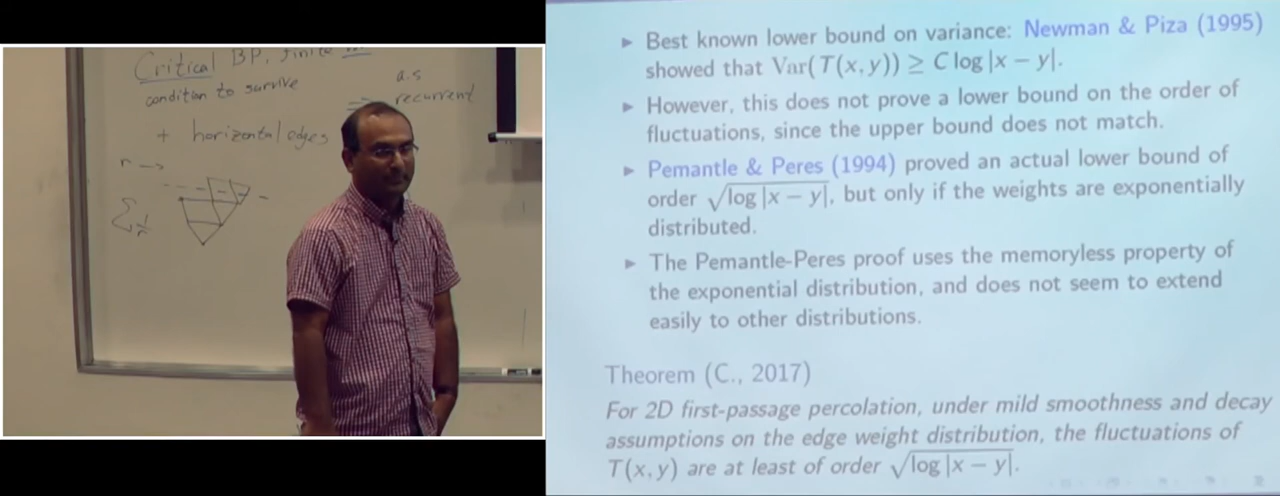 Critical BP, finite
condition to survive
a.s
recurrent
+ horizontal edges
n →
▸ Best known lower bound on variance: Newman & Piza (1995)
showed that Var(T(x, y)) ≥ C log |x − y|.
▸ However, this does not prove a lower bound on the order of
fluctuations, since the upper bound does not match.
▸ Pemantle & Peres (1994) proved an actual lower bound of
order √log |x − y|, but only if the weights are exponentially
distributed.
▸ The Pemantle-Peres proof uses the memoryless property of
the exponential distribution, and does not seem to extend
easily to other distributions.
Theorem (C., 2017)
For 2D first-passage percolation, under mild smoothness and decay
assumptions on the edge weight distribution, the fluctuations of
T(x, y) are at least of order √log |x − y|.